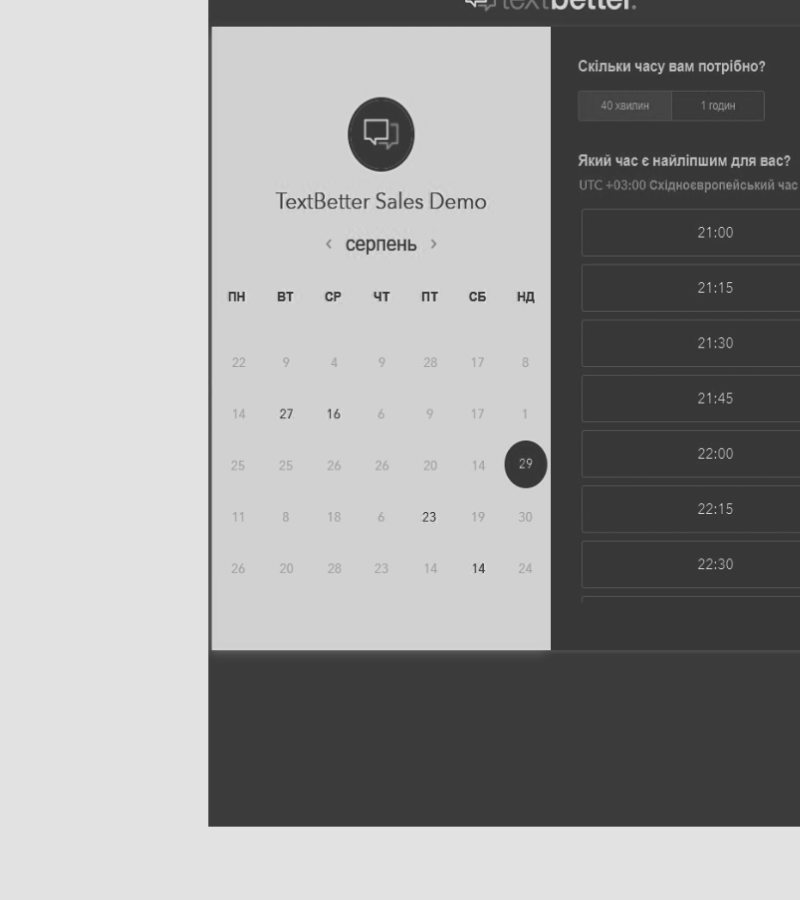 textbetter.
TextBetter Sales Demo
‹ серпень ›
ПН ВТ СР ЧТ ПТ СБ НД
22 9 4 9 28 17 8
14 27 16 6 9 17 1
25 25 26 26 20 14 29
11 8 18 6 23 19 30
26 20 28 23 14 14 24
Скільки часу вам потрібно?
40 хвилин 1 годин
Який час є найліпшим для вас?
UTC +03:00 Східноєвропейський час
21:00
21:15
21:30
21:45
22:00
22:15
22:30